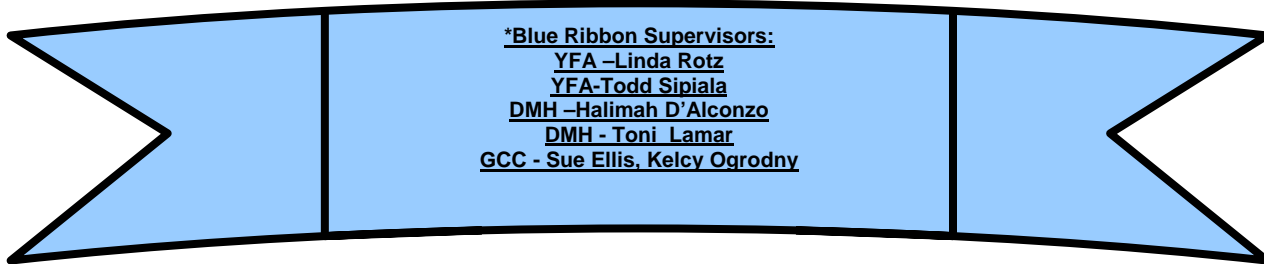 *Blue Ribbon Supervisors:
YFA –Linda Rotz
YFA-Todd Sipiala
DMH –Halimah D’Alconzo
DMH - Toni  Lamar
GCC - Sue Ellis, Kelcy Ogrodny